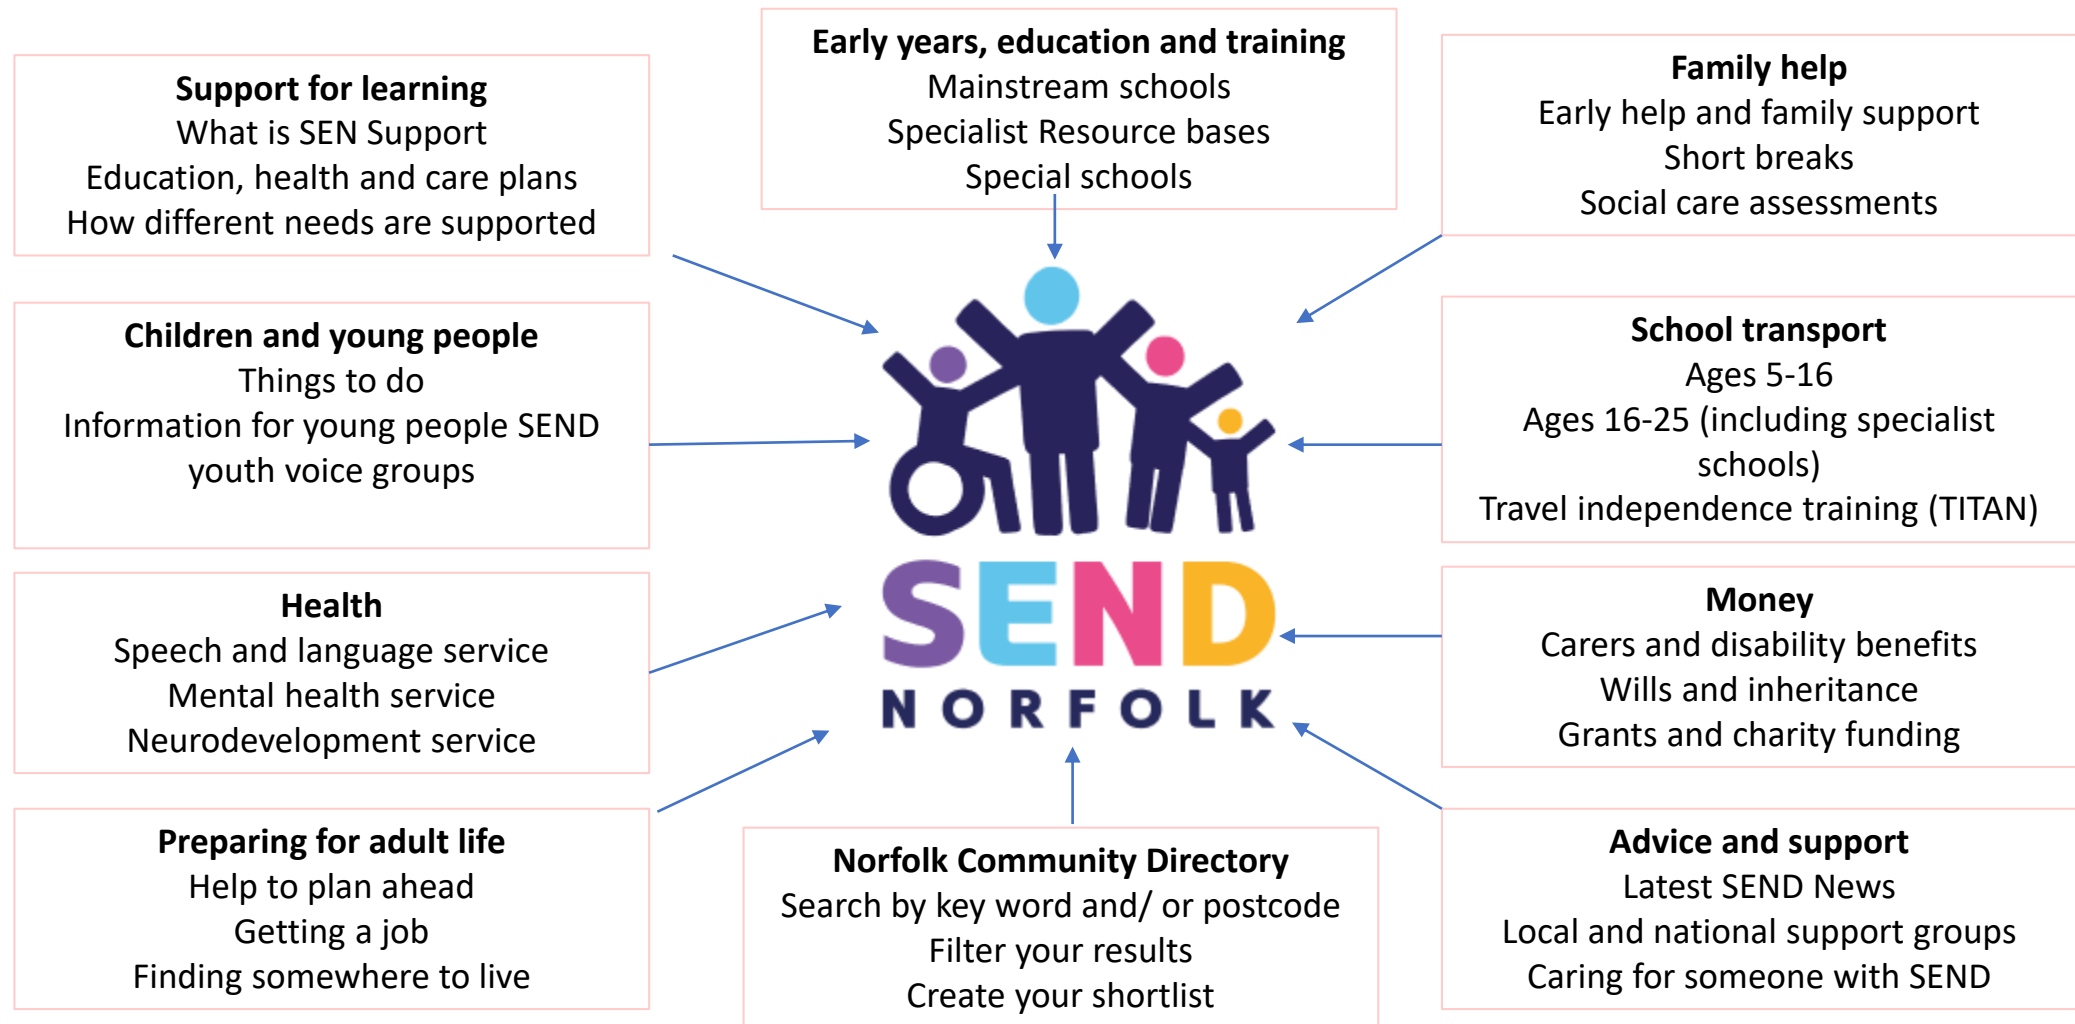 Early years, education and training
Mainstream schools
Specialist Resource bases
Special schools
Support for learning
What is SEN Support
Education, health and care plans
How different needs are supported
Family help
Early help and family support
Short breaks
Social care assessments
Children and young people
Things to do
Information for young people SEND
youth voice groups
School transport
Ages 5-16
Ages 16-25 (including specialist
schools)
Travel independence training (TITAN)
SEND
NORFOLK
Health
Speech and language service
Mental health service
Neurodevelopment service
Money
Carers and disability benefits
Wills and inheritance
Grants and charity funding
Preparing for adult life
Help to plan ahead
Getting a job
Finding somewhere to live
Norfolk Community Directory
Search by key word and/ or postcode
Filter your results
Create your shortlist
Advice and support
Latest SEND News
Local and national support groups
Caring for someone with SEND